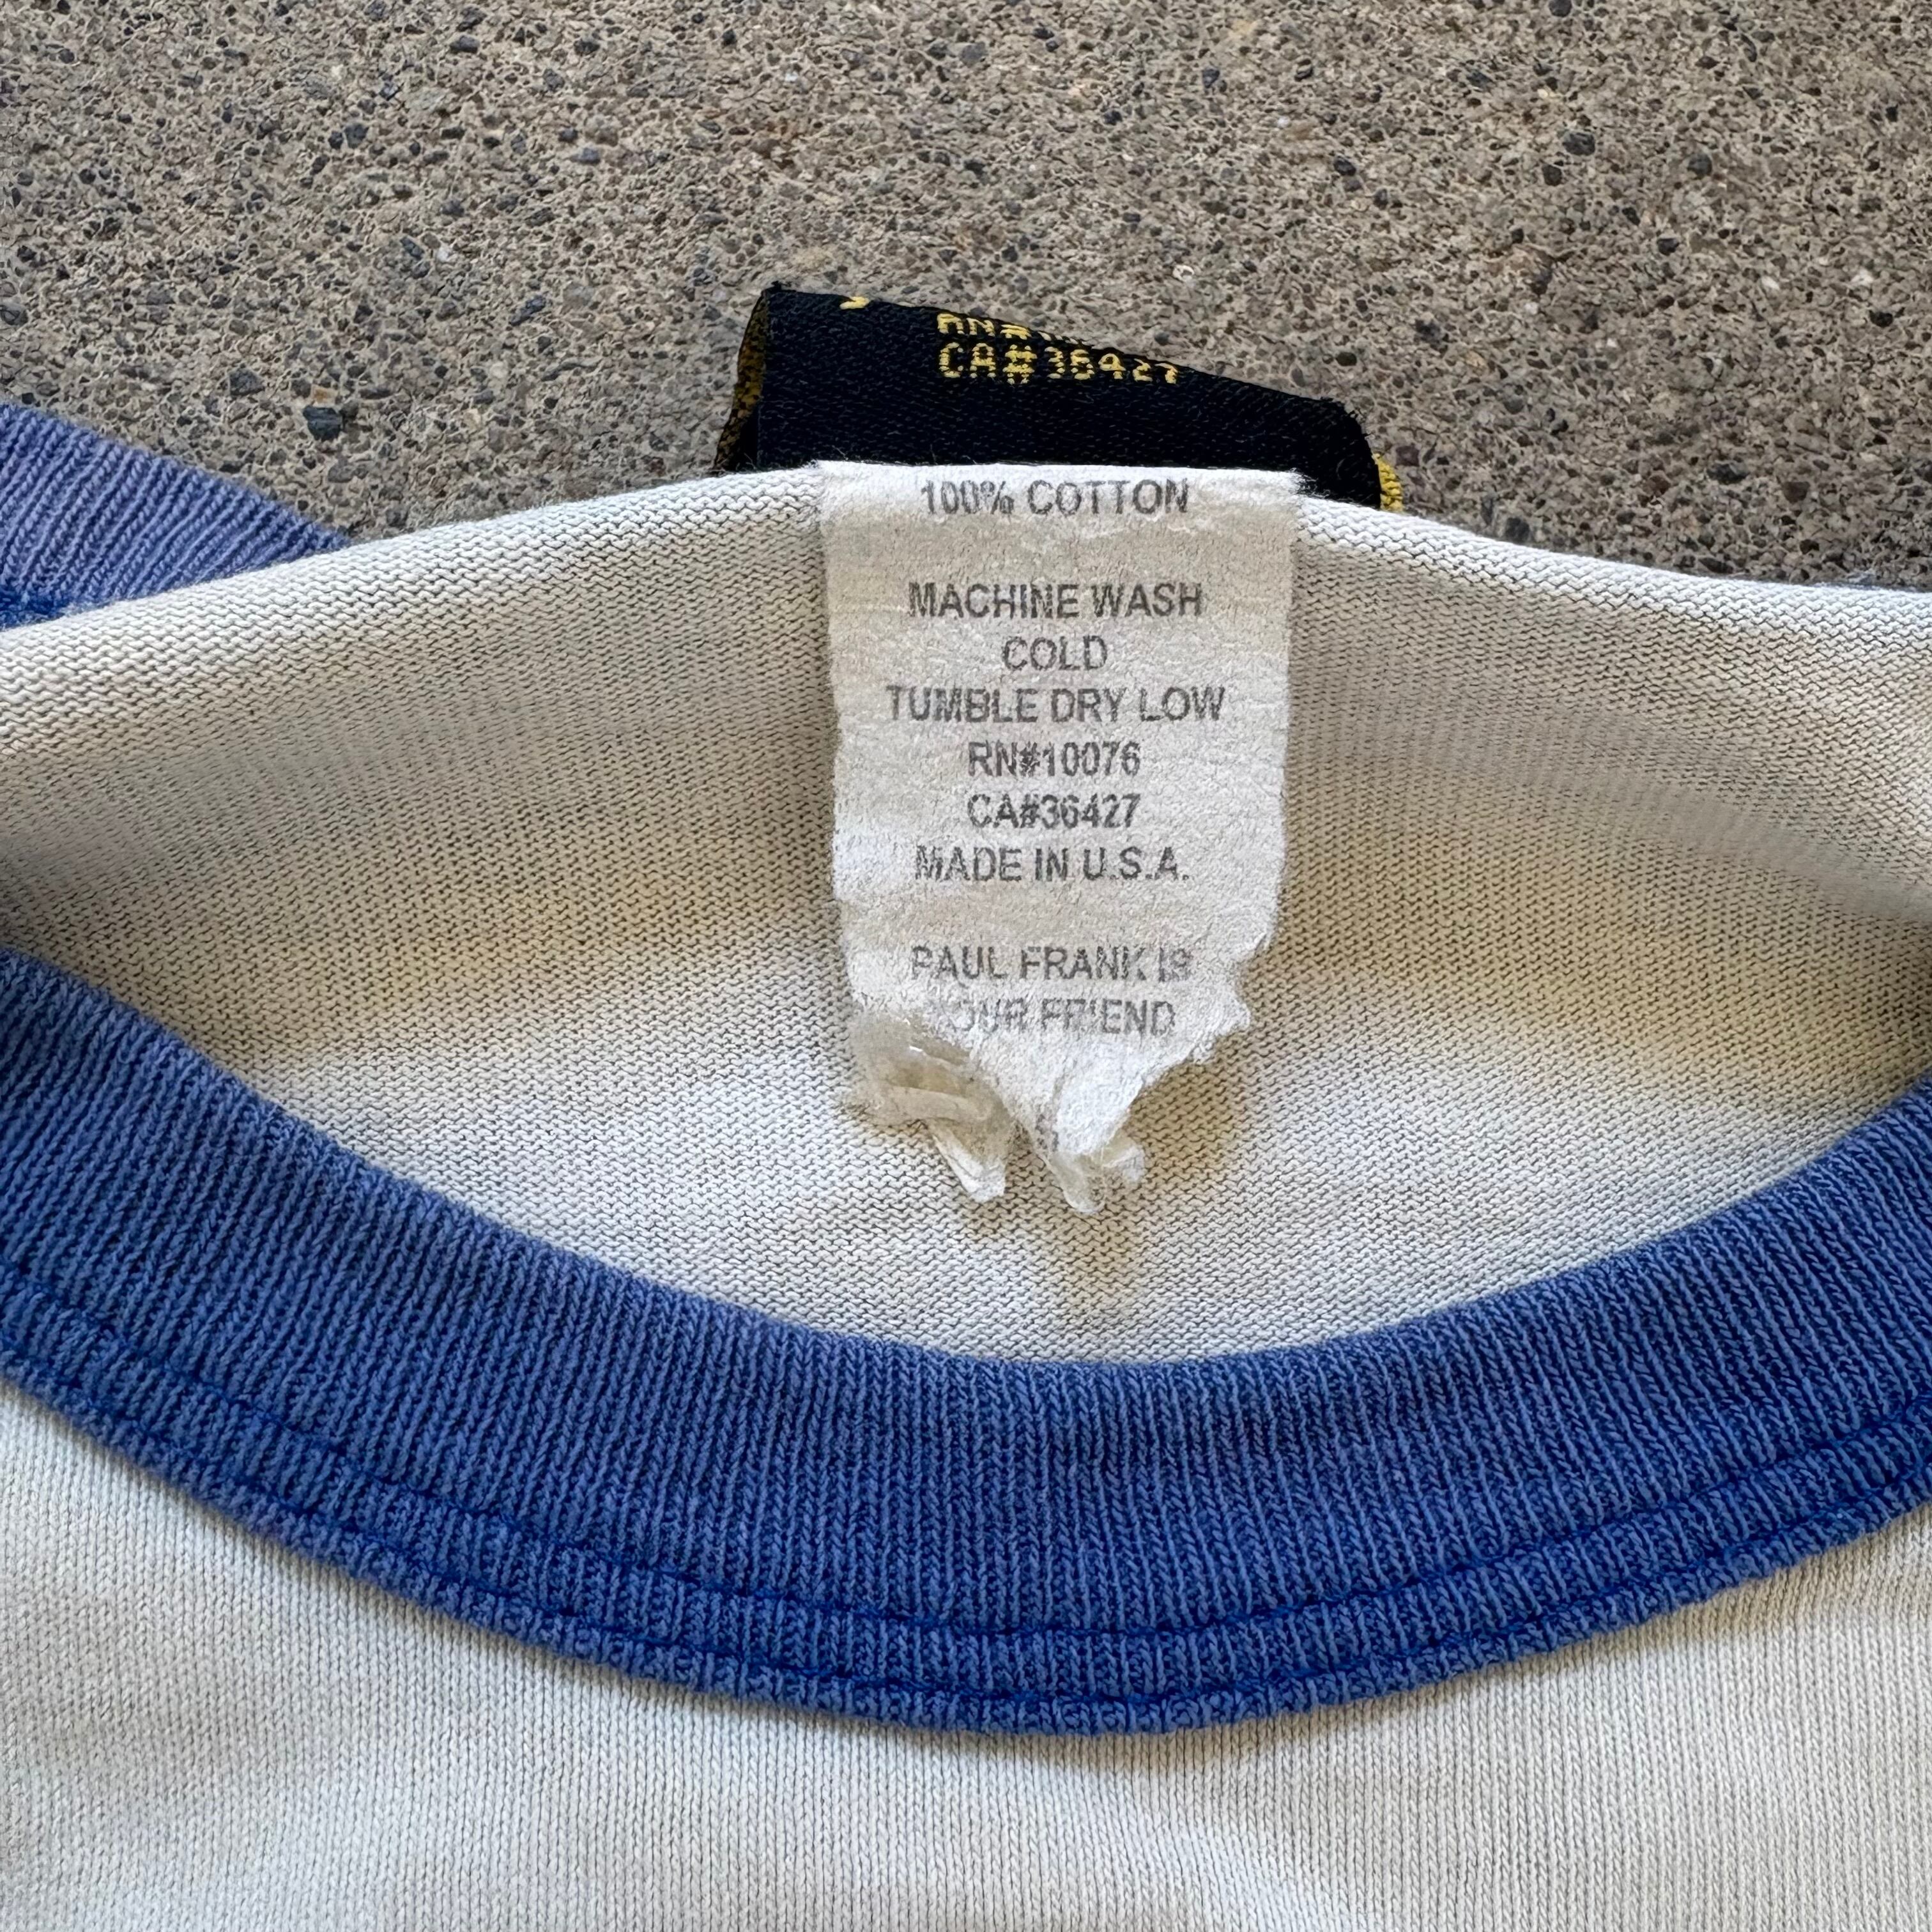 CA#36427
100% COTTON
MACHINE WASH
COLD
TUMBLE DRY LOW
RN#10076
CA#36427
MADE IN U.S.A.
PAUL FRANK IS
FRIEND